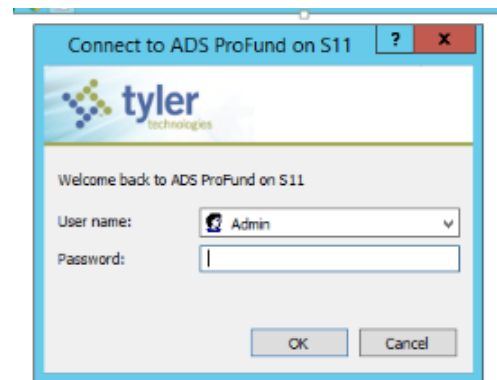 Connect to ADS ProFund on S11
? x
tyler
technologies
Welcome back to ADS ProFund on S11
User name: Admin
Password:
OK Cancel